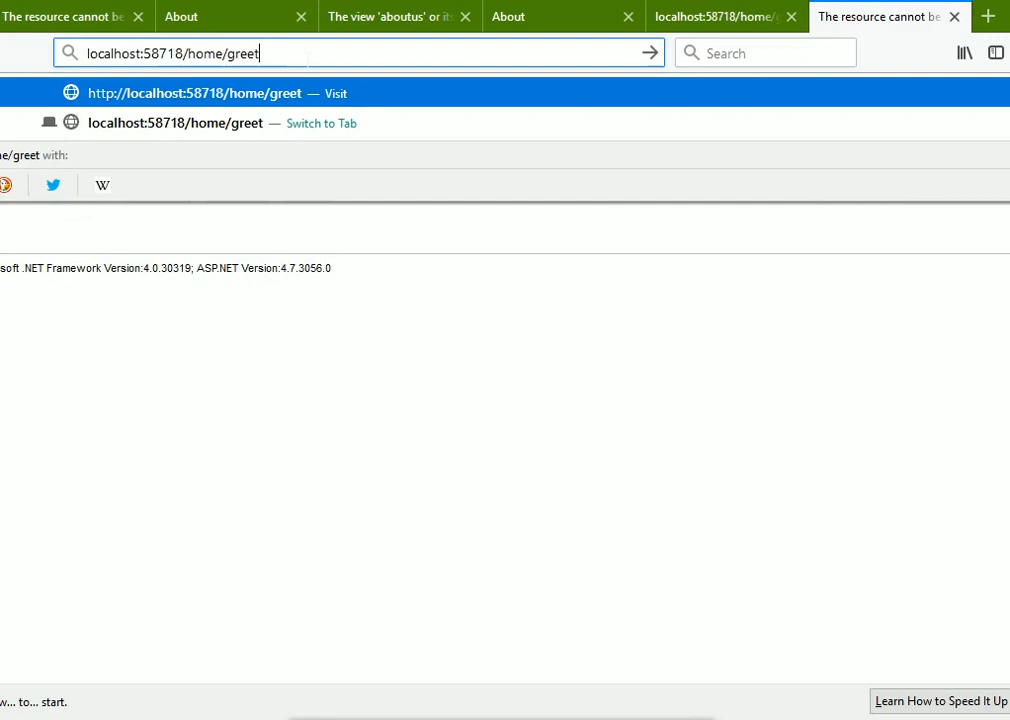 The resource cannot be
About
The view 'aboutus' or its
About
localhost:58718/home/g
The resource cannot be
localhost:58718/home/greet
Search
http://localhost:58718/home/greet — Visit
localhost:58718/home/greet — Switch to Tab
me/greet with:
W
soft .NET Framework Version:4.0.30319; ASP.NET Version:4.7.3056.0
w... to... start.
Learn How to Speed It Up